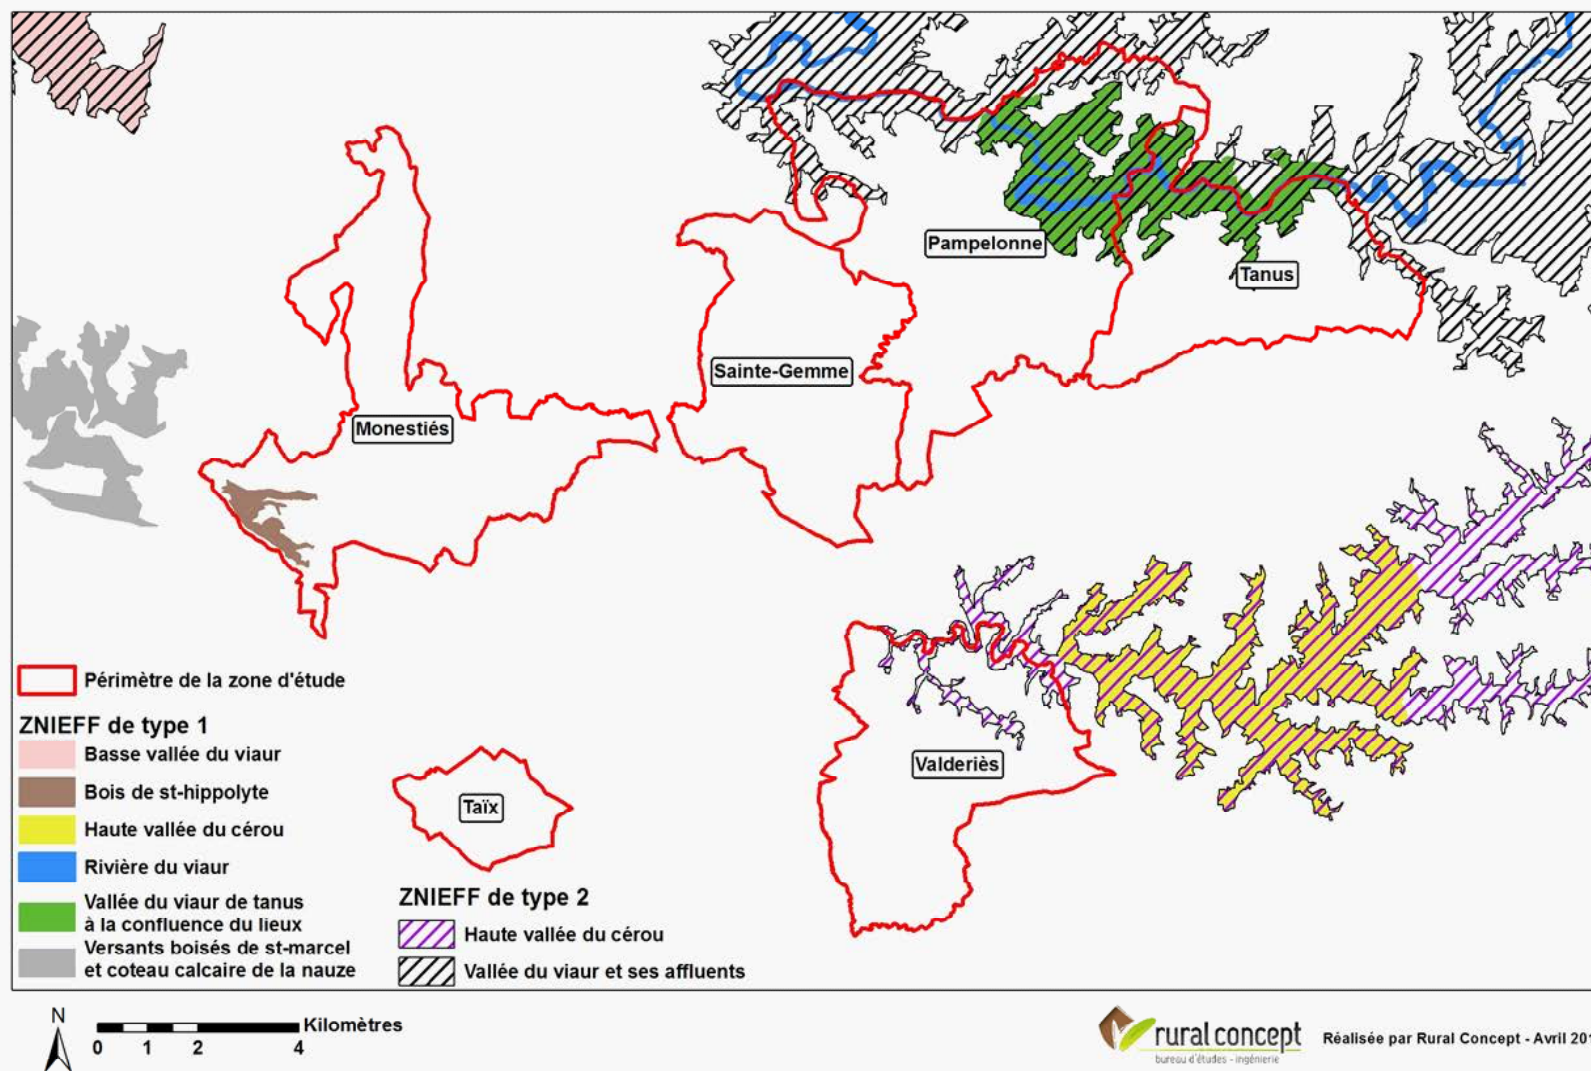 Pampelonne
Tanus
Sainte-Gemme
Monestiés
Valderiès
Taïx
Périmètre de la zone d'étude
ZNIEFF de type 1
Basse vallée du viaur
Bois de st-hippolyte
Haute vallée du cérou
Rivière du viaur
Vallée du viaur de tanus
à la confluence du lieux
Versants boisés de st-marcel
et coteau calcaire de la nauze
ZNIEFF de type 2
Haute vallée du cérou
Vallée du viaur et ses affluents
N
Kilomètres
0 1 2 4
rural concept
bureau d'études - ingénierie
Réalisée par Rural Concept - Avril 201